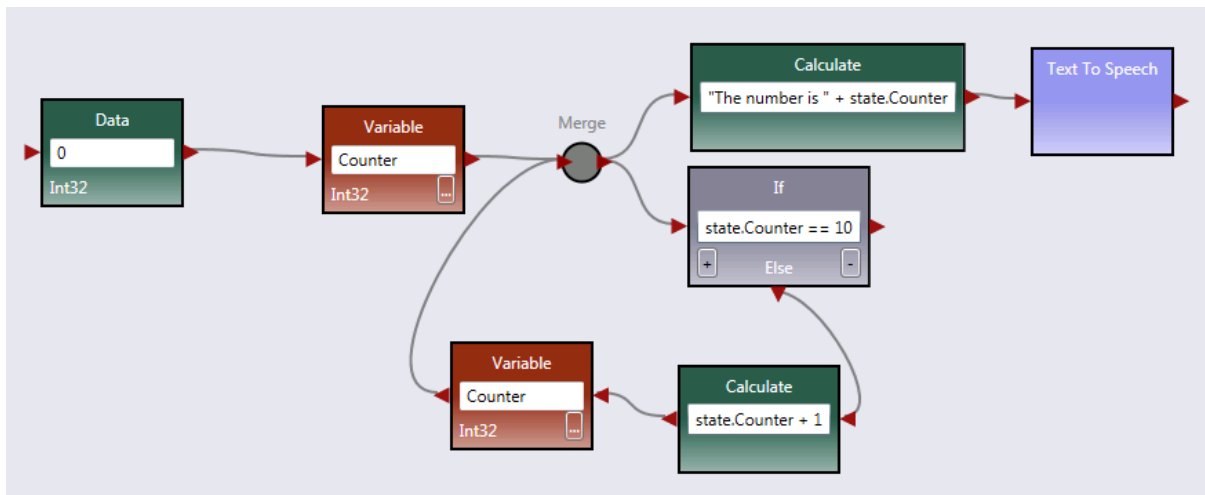 Data
0
Int32
Variable
Counter
Int32
...
Merge
Calculate
"The number is " + state.Counter
Text To Speech
If
state.Counter == 10
+
Else
-
Variable
Counter
Int32
...
Calculate
state.Counter + 1